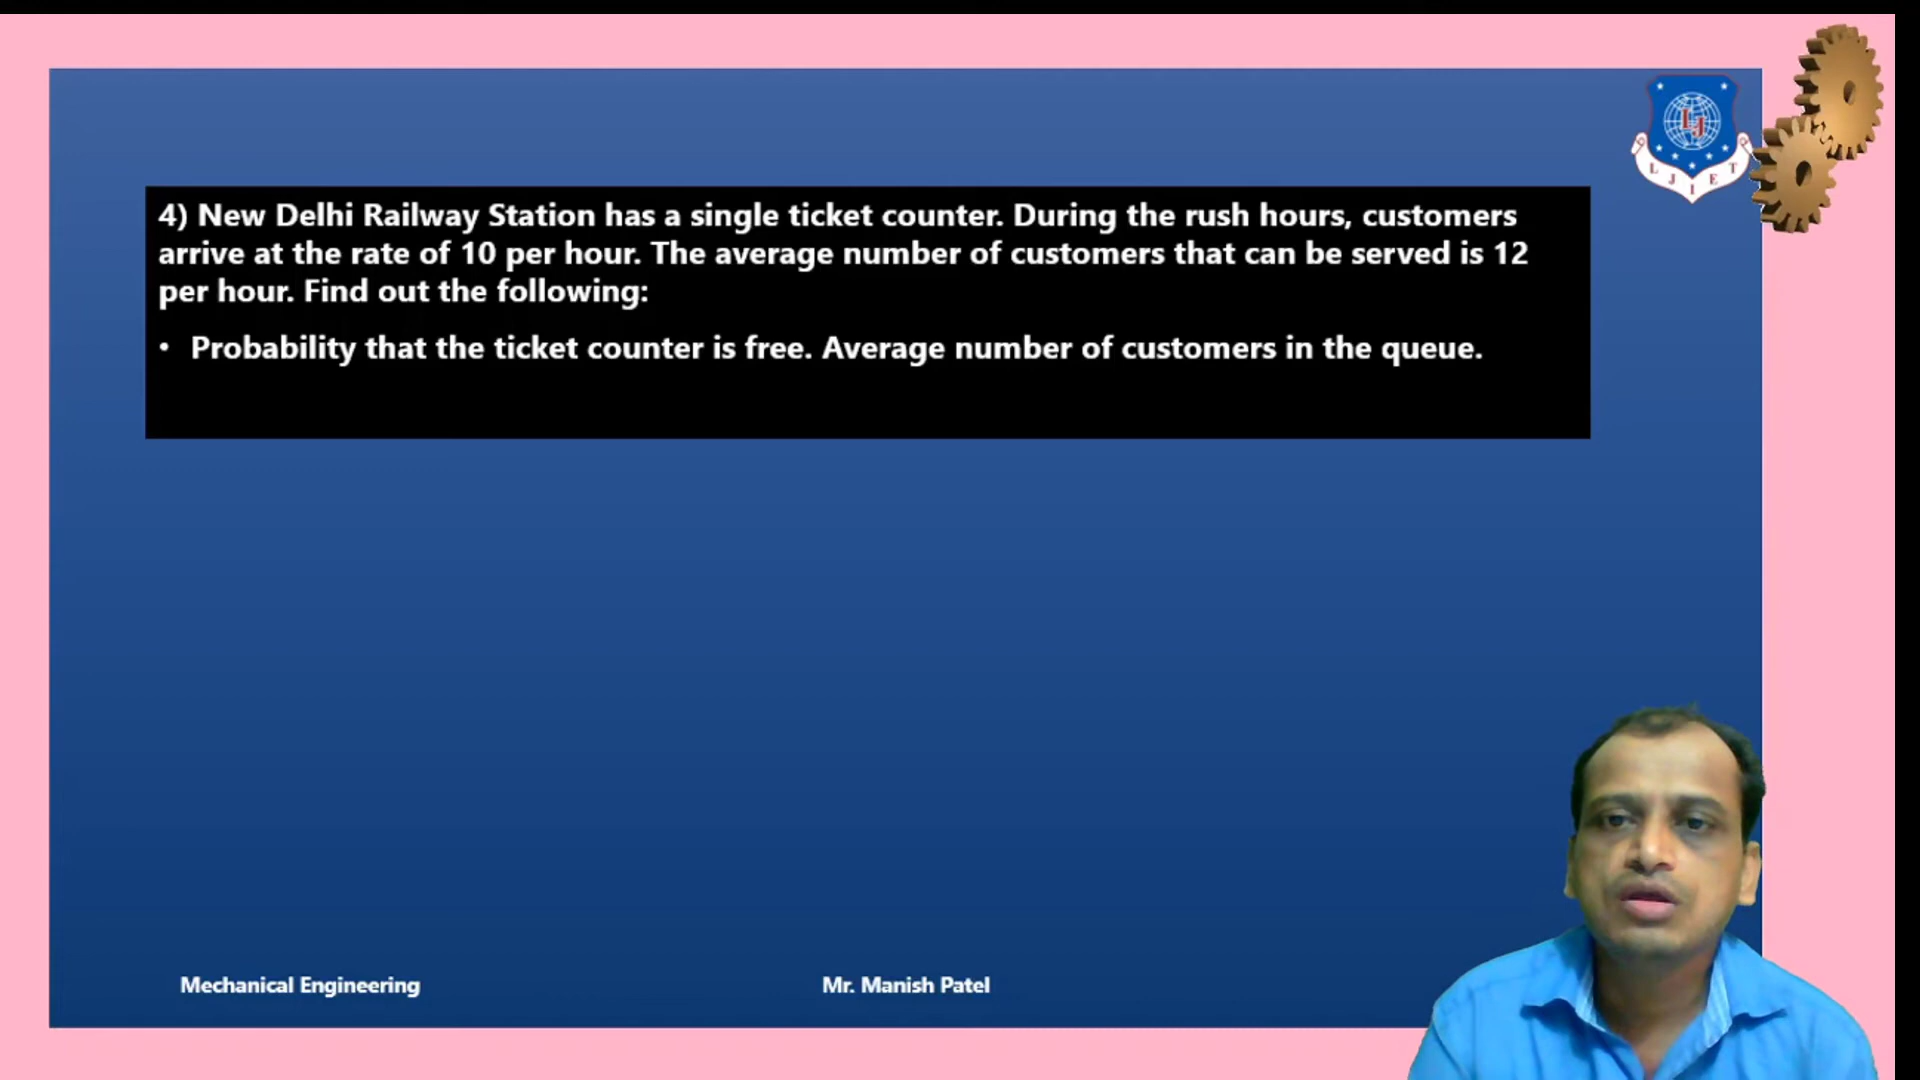 4) New Delhi Railway Station has a single ticket counter. During the rush hours, customers
arrive at the rate of 10 per hour. The average number of customers that can be served is 12
per hour. Find out the following:
• Probability that the ticket counter is free. Average number of customers in the queue.
LJ
L J I E T
Mechanical Engineering
Mr. Manish Patel